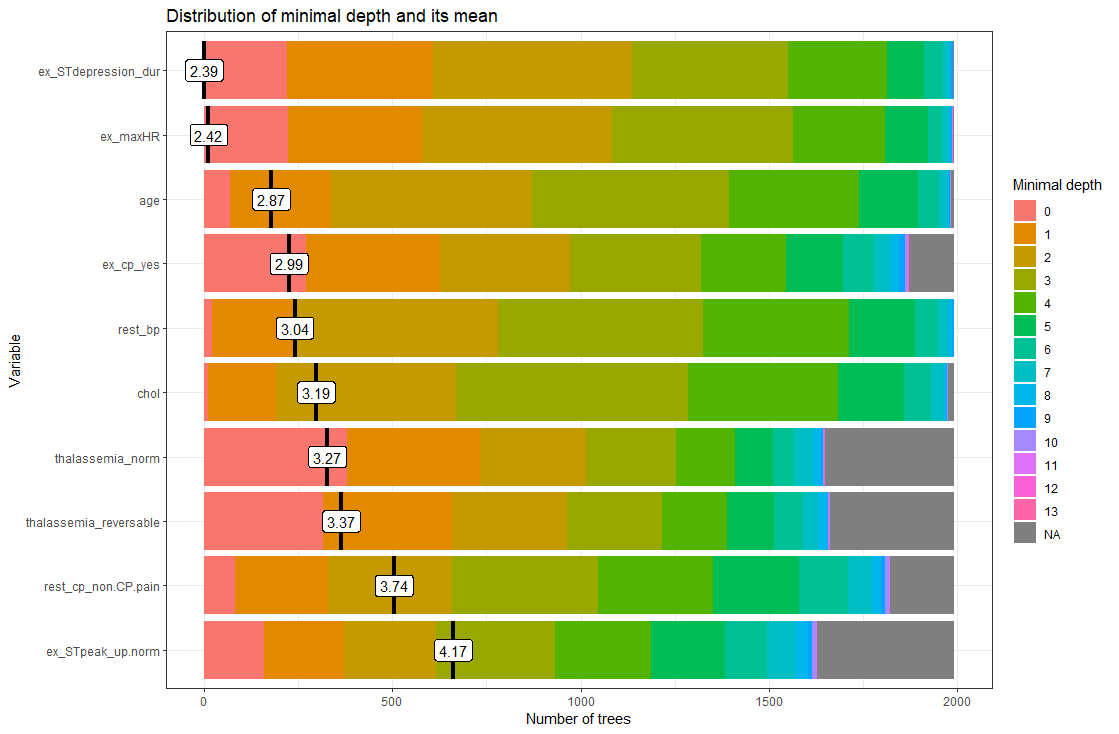 Distribution of minimal depth and its mean
Variable
ex_STdepression_dur
2.39
ex_maxHR
2.42
age
2.87
ex_cp_yes
2.99
rest_bp
3.04
chol
3.19
thalassemia_norm
3.27
thalassemia_reversable
3.37
rest_cp_non.CP.pain
3.74
ex_STpeak_up.norm
4.17
0 500 1000 1500 2000
Number of trees
Minimal depth
0
1
2
3
4
5
6
7
8
9
10
11
12
13
NA